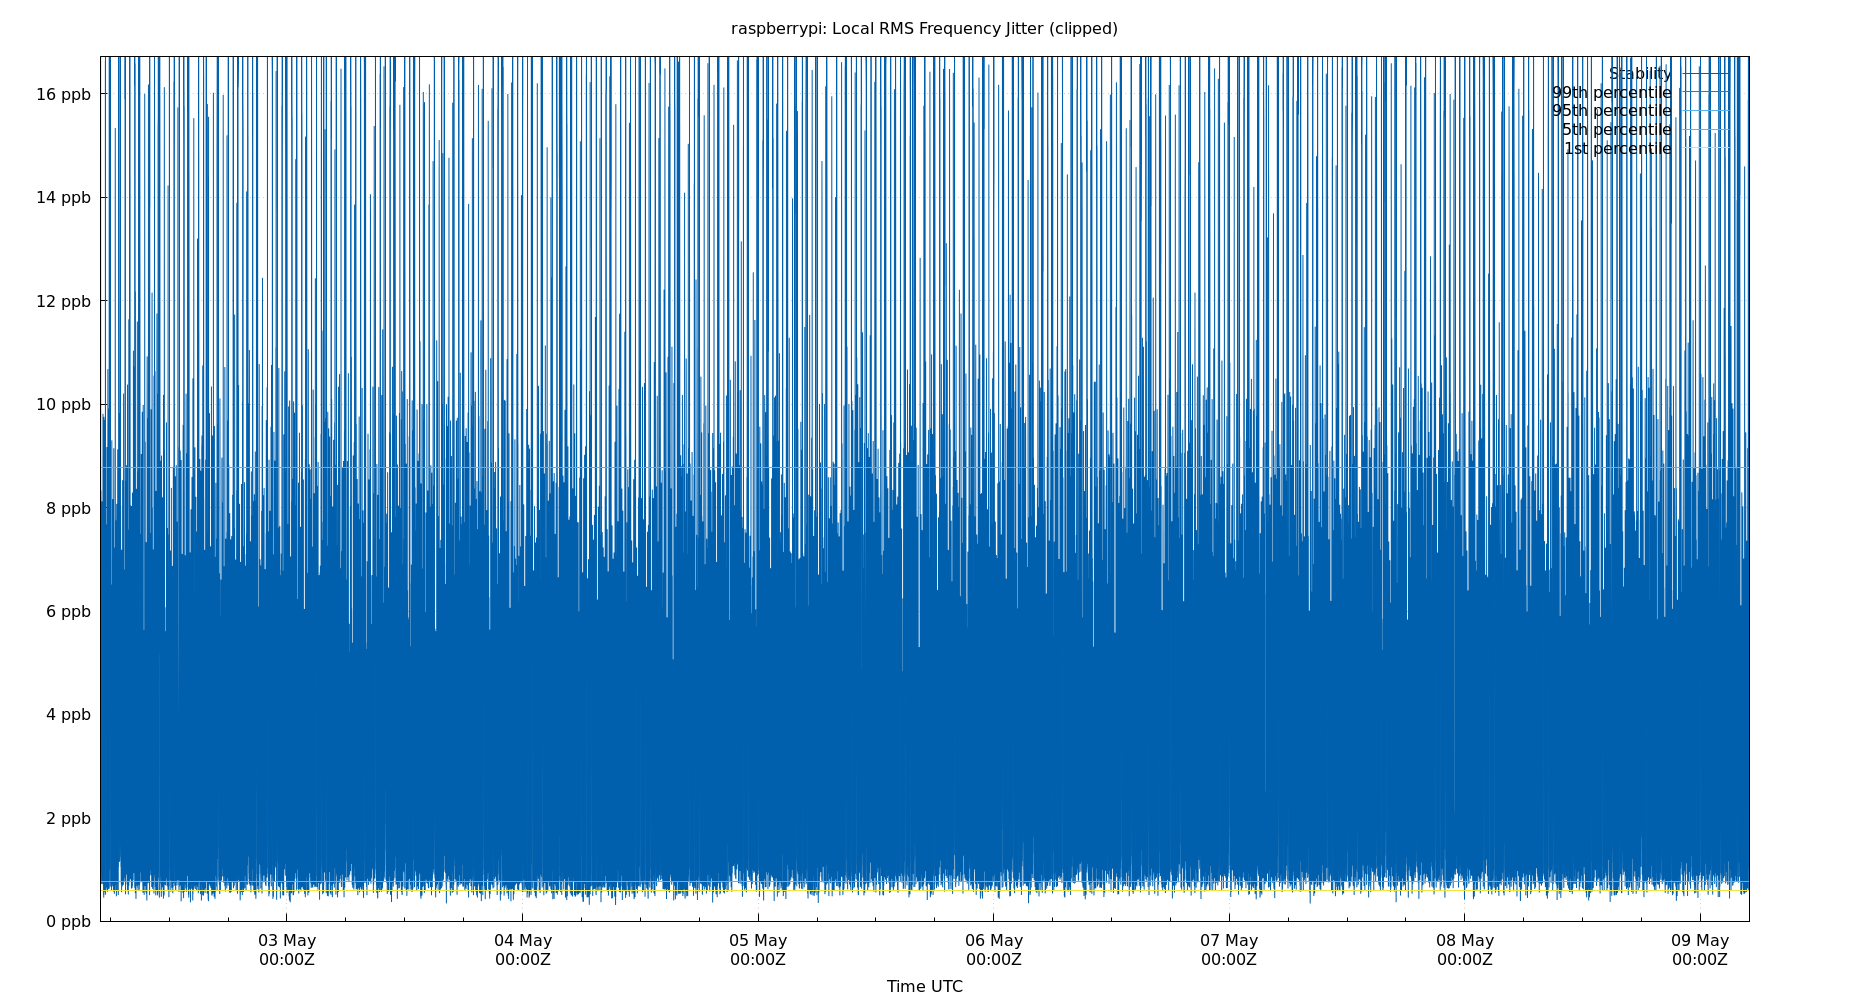 raspberrypi: Local RMS Frequency Jitter (clipped)
Stability
99th percentile
95th percentile
5th percentile
1st percentile
16 ppb
14 ppb
12 ppb
10 ppb
8 ppb
6 ppb
4 ppb
2 ppb
0 ppb
03 May 04 May 05 May 06 May 07 May 08 May 09 May
00:00Z 00:00Z 00:00Z 00:00Z 00:00Z 00:00Z 00:00Z
Time UTC